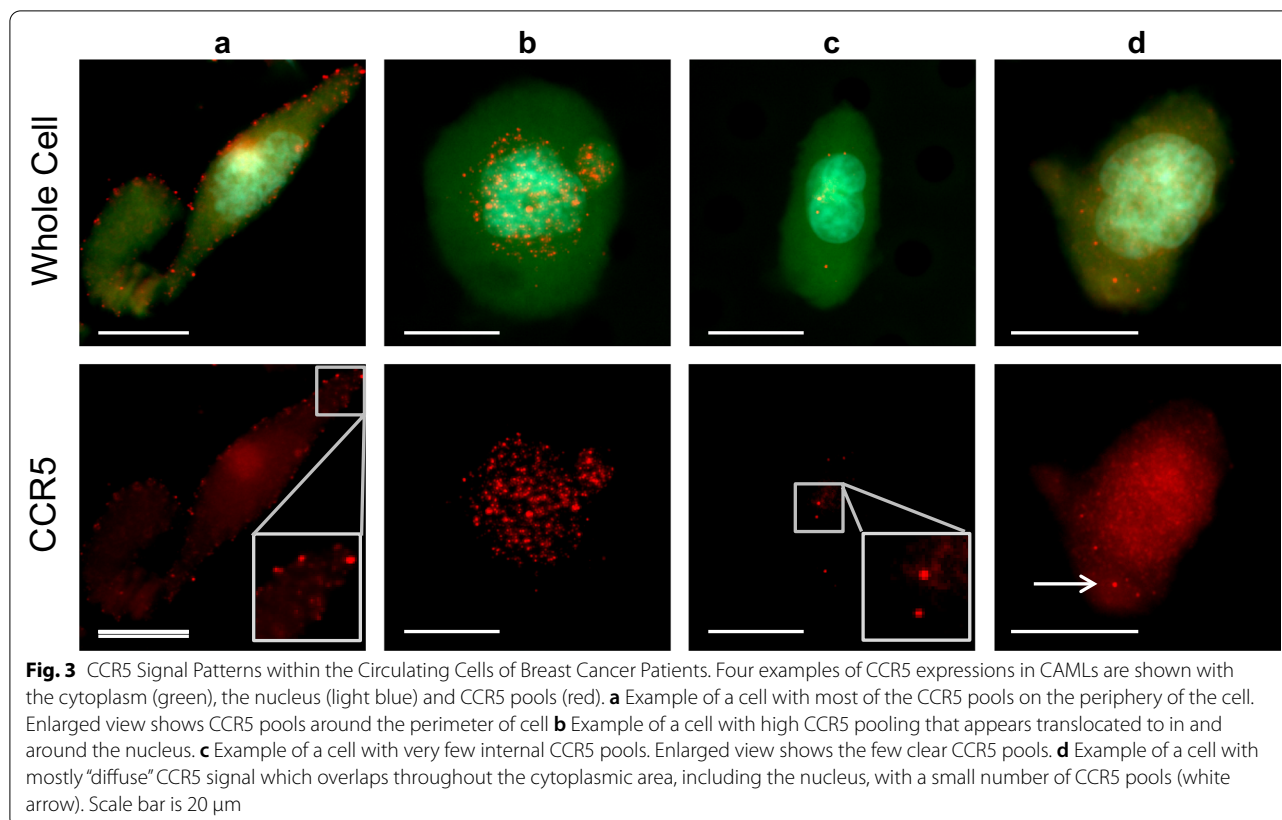 a b c d
Whole Cell
CCR5
Fig. 3 CCR5 Signal Patterns within the Circulating Cells of Breast Cancer Patients. Four examples of CCR5 expressions in CAMLs are shown with
the cytoplasm (green), the nucleus (light blue) and CCR5 pools (red). a Example of a cell with most of the CCR5 pools on the periphery of the cell.
Enlarged view shows CCR5 pools around the perimeter of cell b Example of a cell with high CCR5 pooling that appears translocated to in and
around the nucleus. c Example of a cell with very few internal CCR5 pools. Enlarged view shows the few clear CCR5 pools. d Example of a cell with
mostly “diffuse” CCR5 signal which overlaps throughout the cytoplasmic area, including the nucleus, with a small number of CCR5 pools (white
arrow). Scale bar is 20 μm